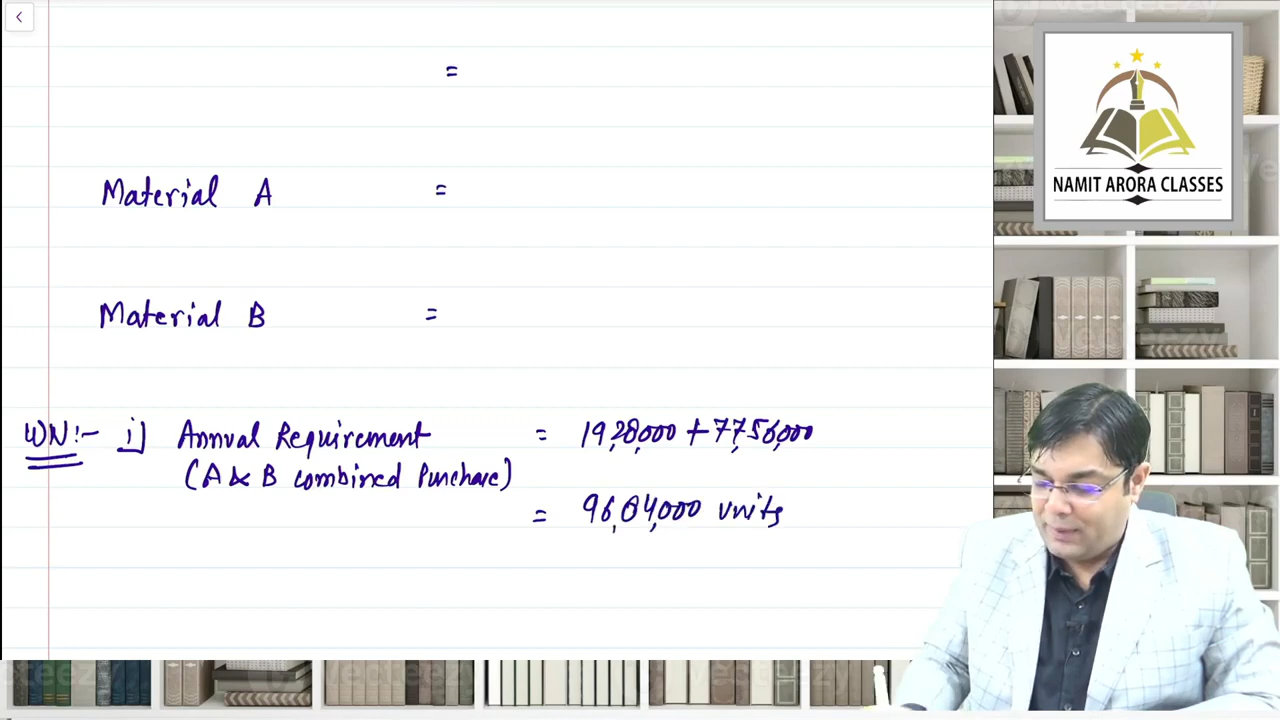 =
Material A =
Material B =
WN:- i] Annual Requirement = 19,28,000 + 77,56,000
(A & B combined Purchase)
= 96,84,000 units
NAMIT ARORA CLASSES